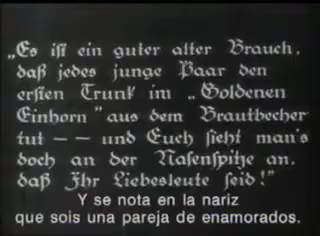 „Es ist ein guter alter Brauch,
daß jedes junge Paar den
ersten Trunk im „Goldenen
Einhorn" aus dem Brautbecher
tut — — und Euch sieht man's
doch an der Nasenspitze an,
daß Ihr Liebesleute seid!"
Y se nota en la nariz
que sois una pareja de enamorados.